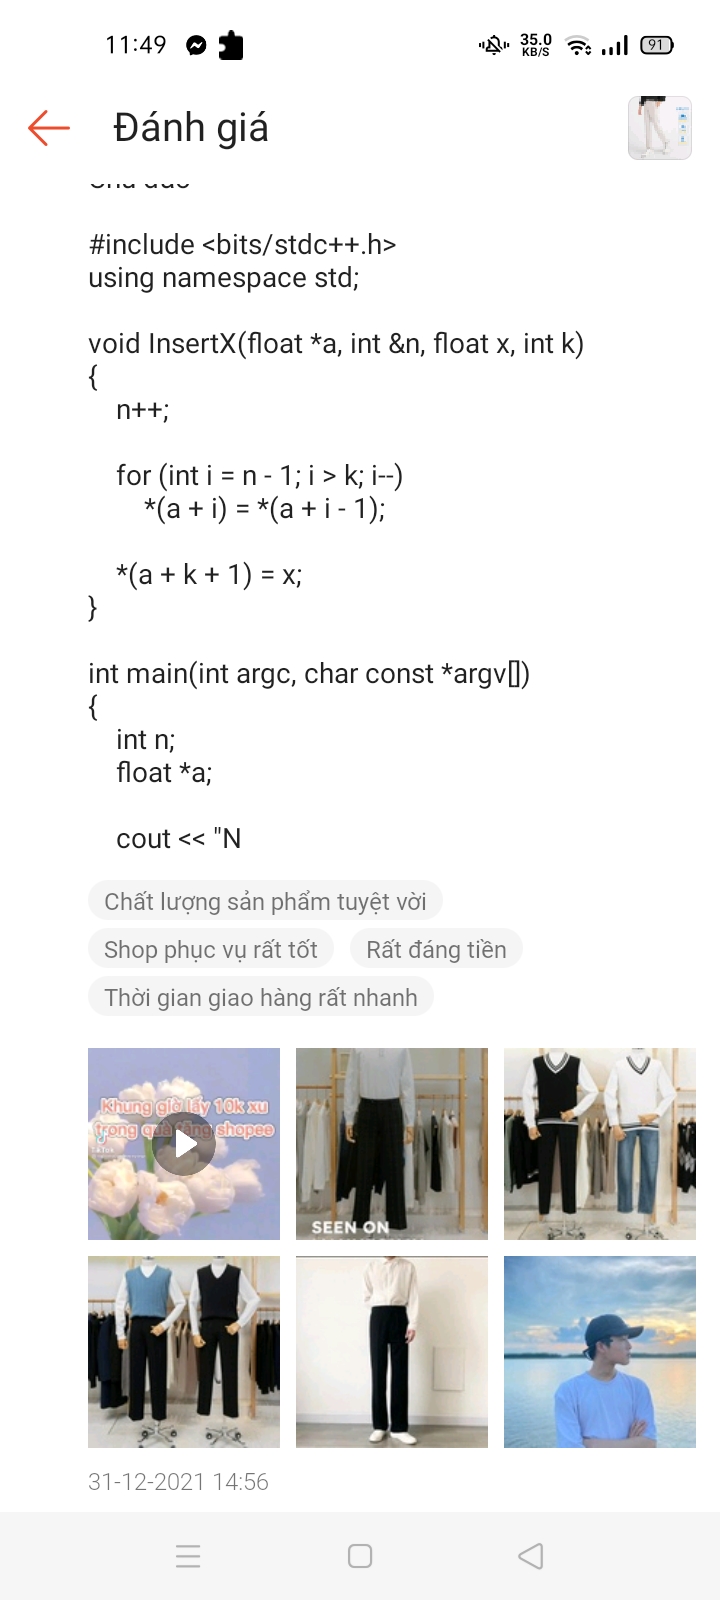 11:49
35.0
KB/S
91
Đánh giá
#include <bits/stdc++.h>
using namespace std;
void InsertX(float *a, int &n, float x, int k)
{
n++;
for (int i = n - 1; i > k; i--)
*(a + i) = *(a + i - 1);
*(a + k + 1) = x;
}
int main(int argc, char const *argv[])
{
int n;
float *a;
cout << "N
Chất lượng sản phẩm tuyệt vời
Shop phục vụ rất tốt
Rất đáng tiền
Thời gian giao hàng rất nhanh
Khung giờ lấy 10k xu
trong quà tặng shopee
SEEN ON
31-12-2021 14:56